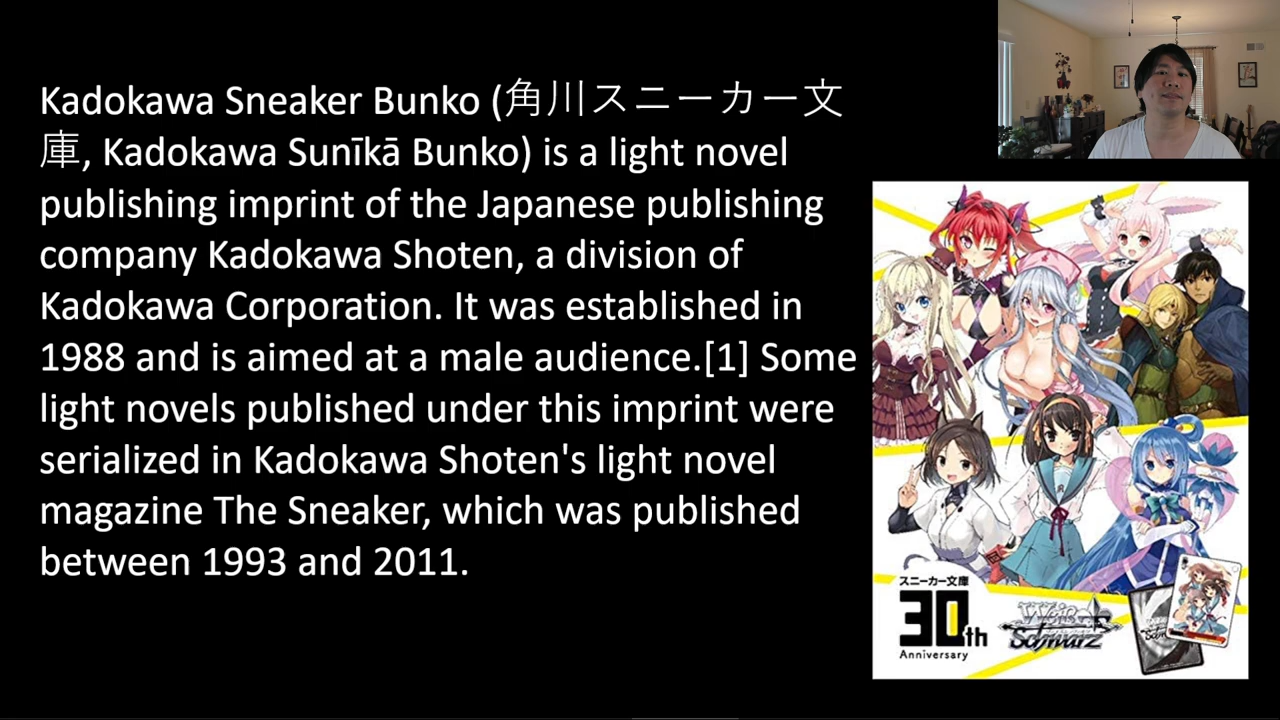 Kadokawa Sneaker Bunko (角川スニーカー文
庫, Kadokawa Sunīkā Bunko) is a light novel
publishing imprint of the Japanese publishing
company Kadokawa Shoten, a division of
Kadokawa Corporation. It was established in
1988 and is aimed at a male audience.[1] Some
light novels published under this imprint were
serialized in Kadokawa Shoten's light novel
magazine The Sneaker, which was published
between 1993 and 2011.
スニーカー文庫
30th
Anniversary
Weiß
Schwarz